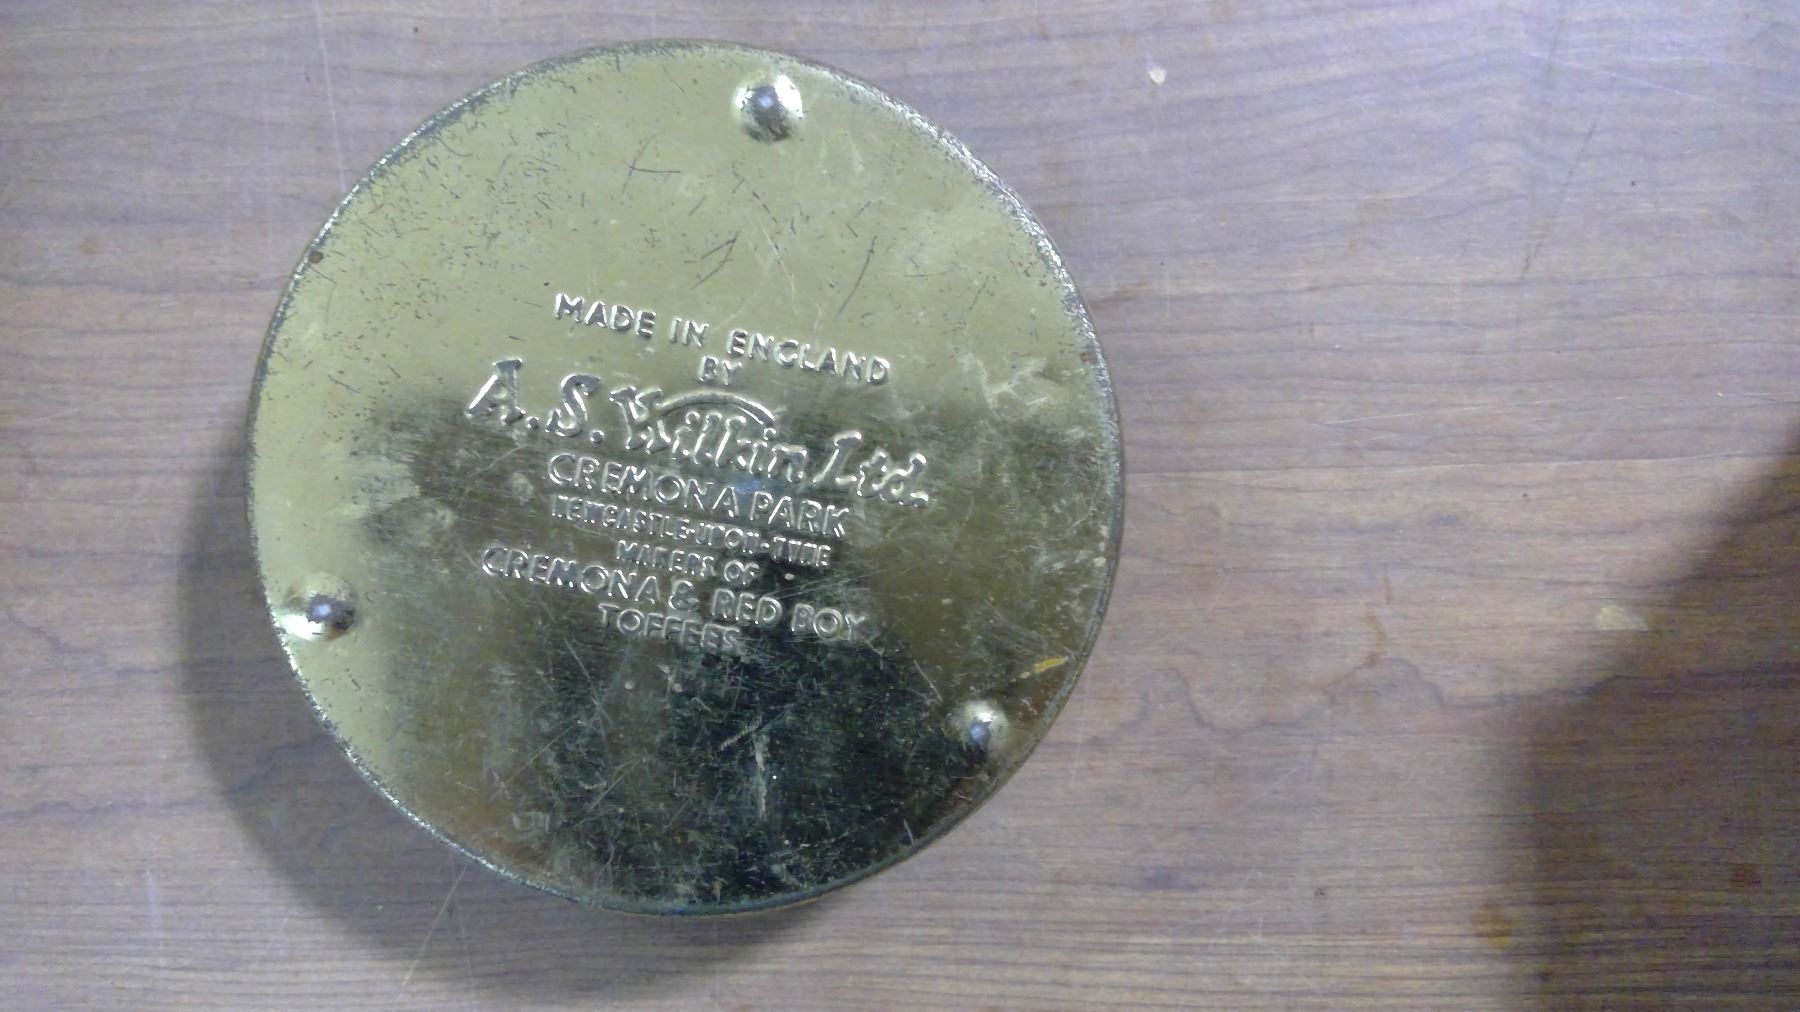 MADE IN ENGLAND
BY
A.S. Wilkin Ltd.
CREMONA PARK
NEWCASTLE-UPON-TYNE
MAKERS OF
CREMONA & RED BOY
TOFFEES